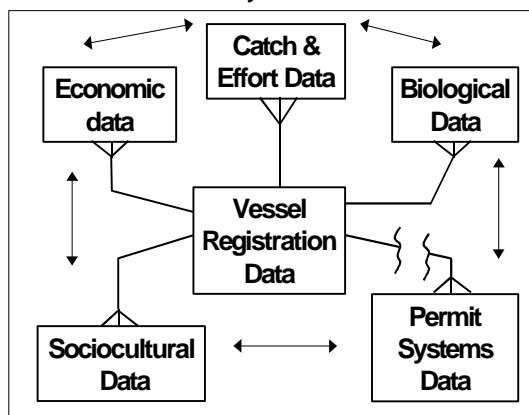 Catch &
Effort Data
Economic
data
Biological
Data
Vessel
Registration
Data
Sociocultural
Data
Permit
Systems
Data